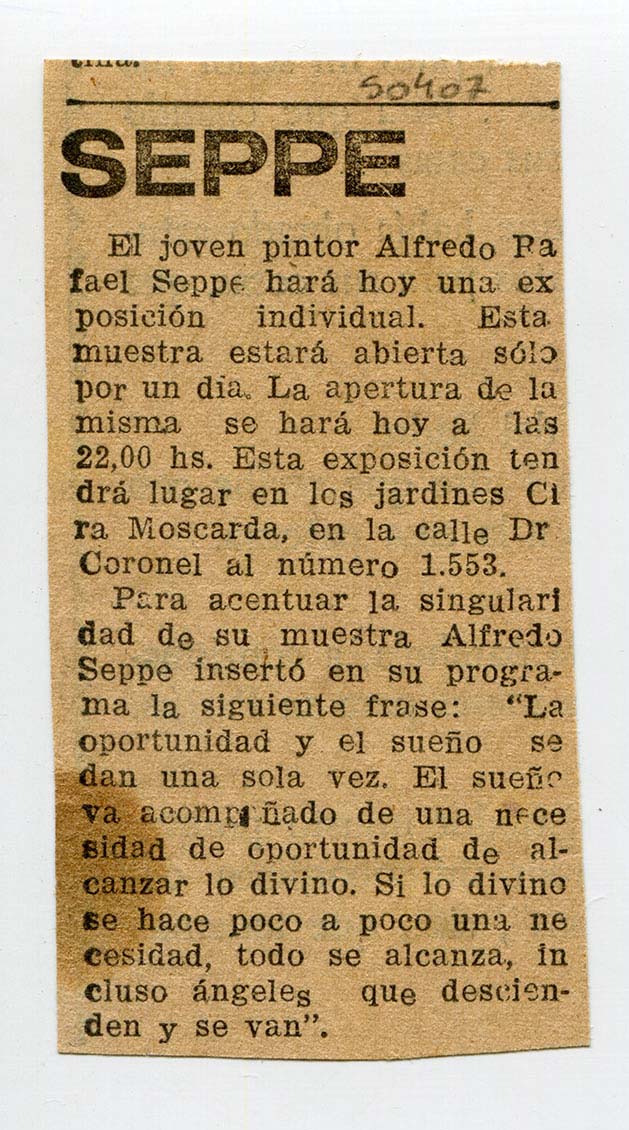 tina.
50407
SEPPE
El joven pintor Alfredo Ra
fael Seppe hará hoy una ex
posición individual. Esta
muestra estará abierta sólo
por un día. La apertura de la
misma se hará hoy a las
22,00 hs. Esta exposición ten
drá lugar en los jardines Ci
ra Moscarda, en la calle Dr
Coronel al número 1.553.
Para acentuar la singulari
dad de su muestra Alfredo
Seppe insertó en su progra-
ma la siguiente frase: "La
oportunidad y el sueño se
dan una sola vez. El sueño
va acompañado de una nece
sidad de oportunidad de al-
canzar lo divino. Si lo divino
se hace poco a poco una ne
cesidad, todo se alcanza, in
cluso ángeles que descien-
den y se van".